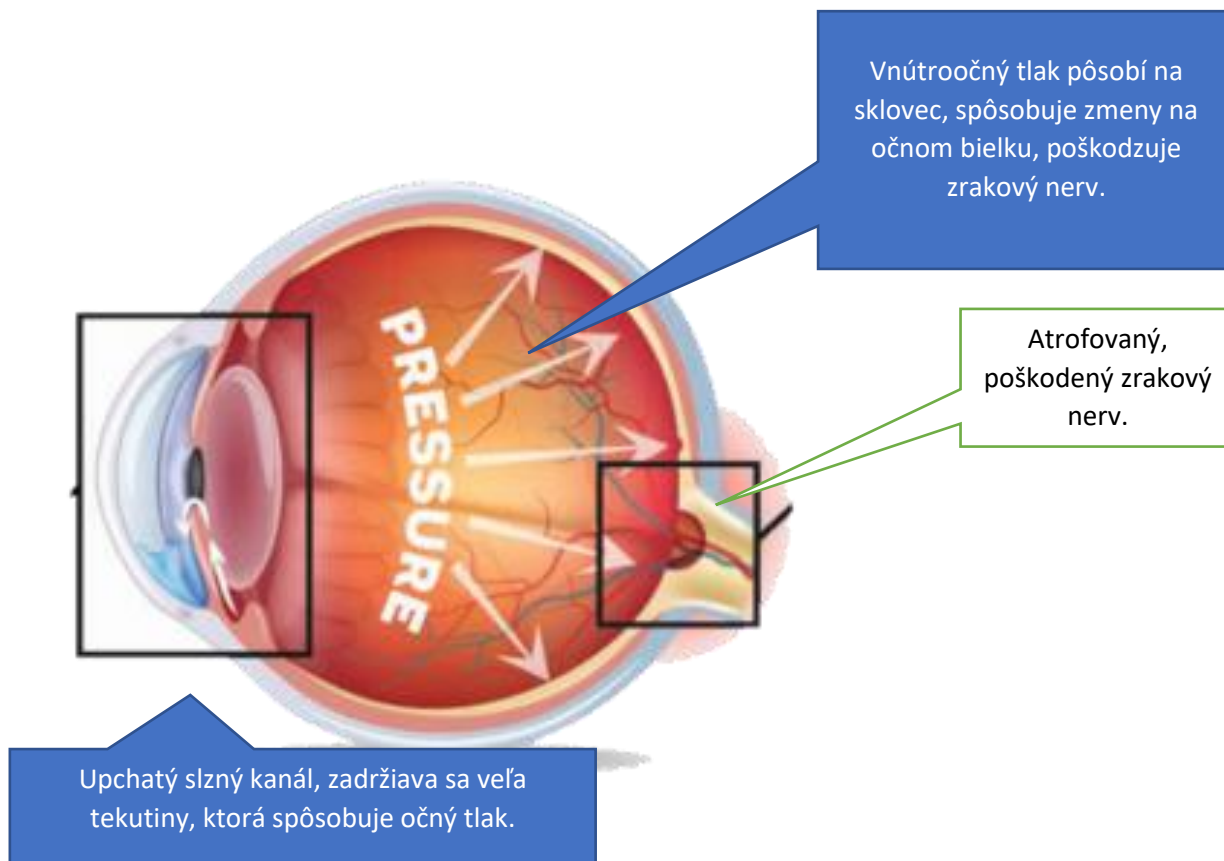 Vnútroočný tlak pôsobí na
sklovec, spôsobuje zmeny na
očnom bielku, poškodzuje
zrakový nerv.
Atrofovaný,
poškodený zrakový
nerv.
PRESSURE
Upchatý slzný kanál, zadržiava sa veľa
tekutiny, ktorá spôsobuje očný tlak.